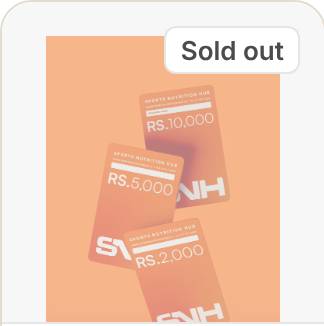 Sold out
SPORTS NUTRITION HUB
RS.10,000
SNH
SPORTS NUTRITION HUB
RS.5,000
SNH
SPORTS NUTRITION HUB
RS.2,000
SNH